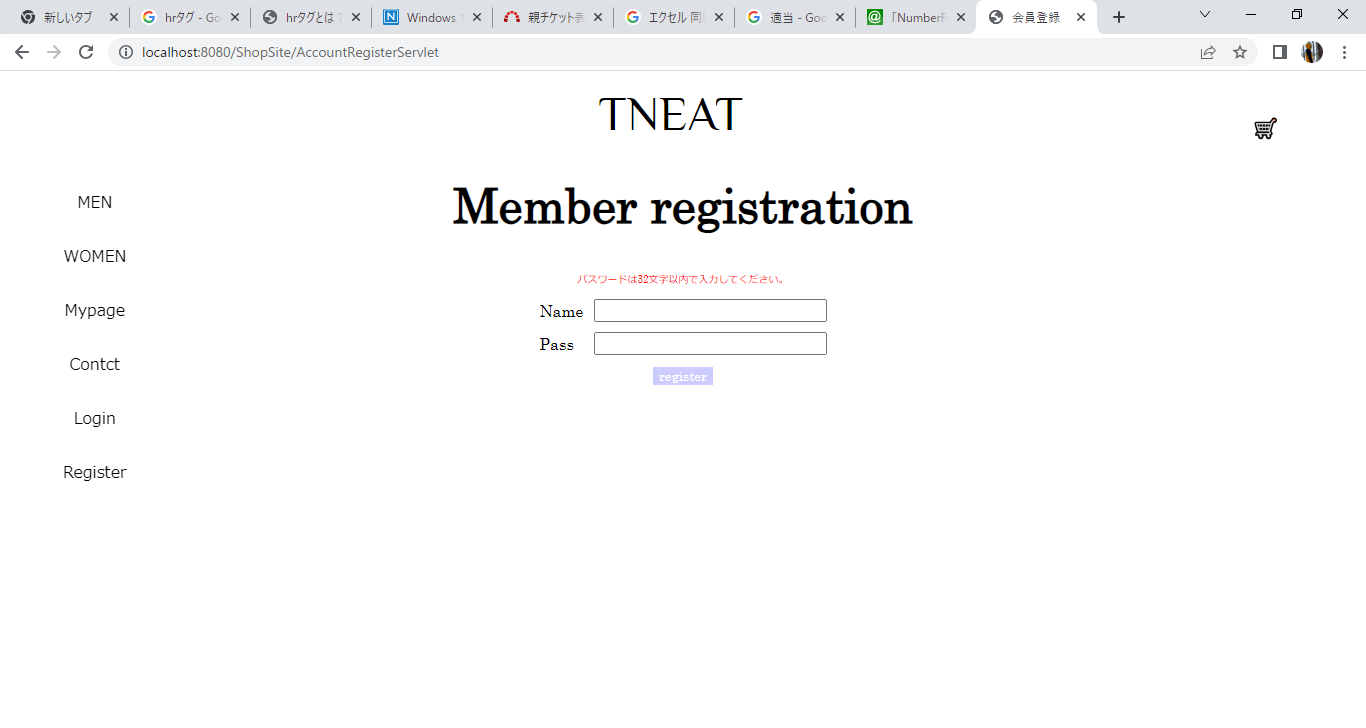 新しいタブ
hrタグ - Go
hrタグとは?
Windows 1
親チケット表
エクセル 同じ
適当 - Goo
「NumberF
会員登録
localhost:8080/ShopSite/AccountRegisterServlet
TNEAT
Member registration
MEN
WOMEN
Mypage
Contct
Login
Register
パスワードは32文字以内で入力してください。
Name
Pass
register